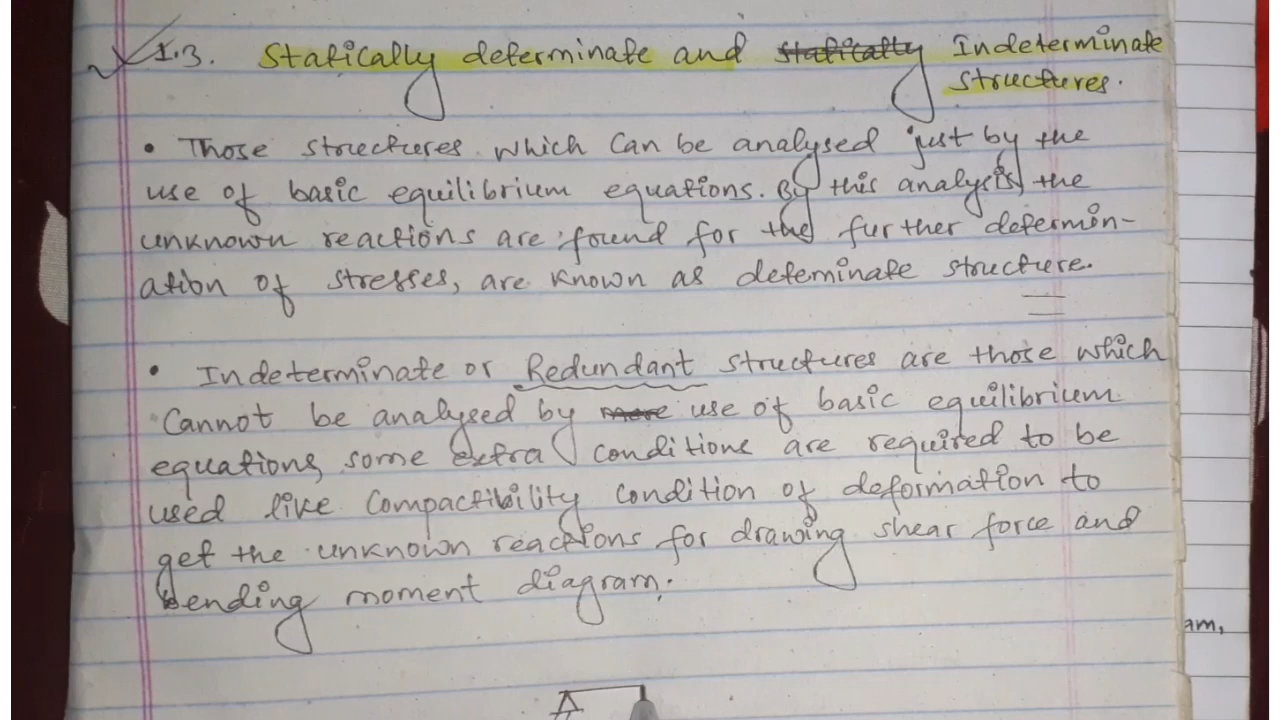 1.3. Statically determinate and statically Indeterminate
structures.
• Those structures which can be analysed just by the
use of basic equilibrium equations. By this analysis the
unknown reactions are found for the further determin-
ation of stresses, are known as deteminate structure.
• Indeterminate or Redundant structures are those which
Cannot be analysed by mere use of basic equilibrium
equations, some extra conditions are required to be
used like Compactibility condition of deformation to
get the unknown reactions for drawing shear force and
bending moment diagram.
am,
A